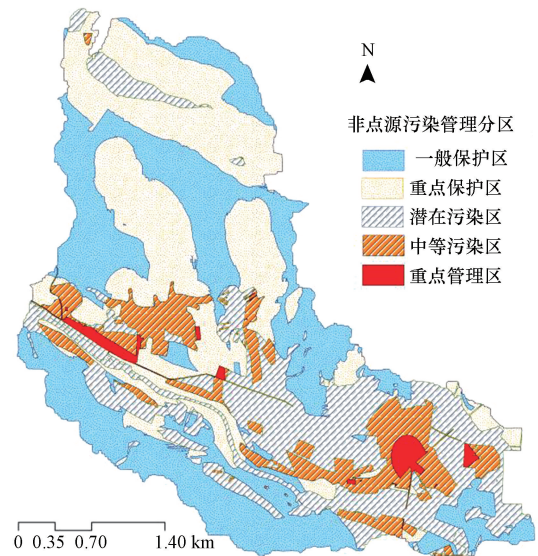 N
非点源污染管理分区
一般保护区
重点保护区
潜在污染区
中等污染区
重点管理区
0 0.35 0.70 1.40 km